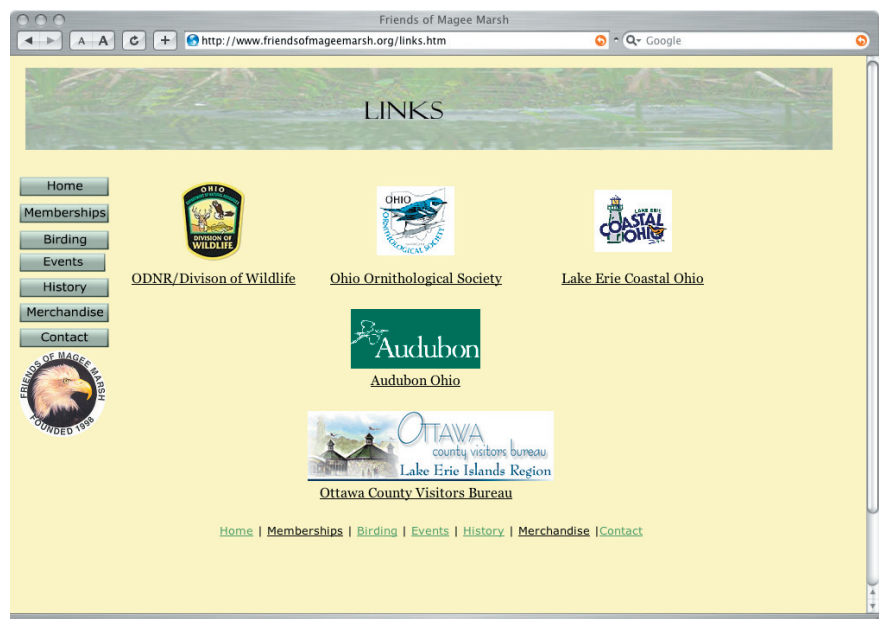 Friends of Magee Marsh
A A
http://www.friendsofmageemarsh.org/links.htm
Google
LINKS
Home
Memberships
Birding
Events
History
Merchandise
Contact
FRIENDS OF MAGEE MARSH
FOUNDED 1998
OHIO
DIVISION OF
WILDLIFE
ODNR/Divison of Wildlife
OHIO
ORNITHOLOGICAL SOCIETY
Ohio Ornithological Society
LAKE ERIE
COASTAL
OHIO
Lake Erie Coastal Ohio
Audubon
Audubon Ohio
OTTAWA
county visitors bureau
Lake Erie Islands Region
Ottawa County Visitors Bureau
Home | Memberships | Birding | Events | History | Merchandise |Contact